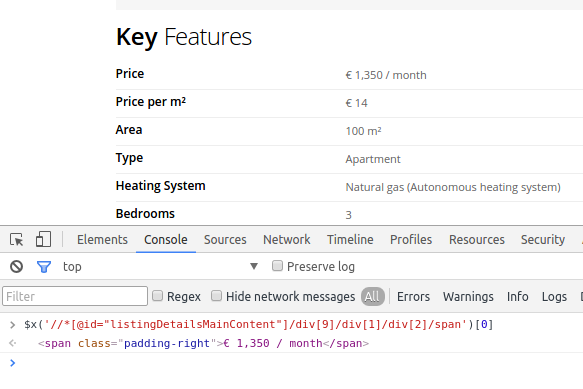 Key Features
Price € 1,350 / month
Price per m² € 14
Area 100 m²
Type Apartment
Heating System Natural gas (Autonomous heating system)
Bedrooms 3
Elements Console Sources Network Timeline Profiles Resources Security
top Preserve log
Filter Regex Hide network messages All Errors Warnings Info Logs
> $x('//*[@id="listingDetailsMainContent"]/div[9]/div[1]/div[2]/span')[0]
<span class="padding-right">€ 1,350 / month</span>
>